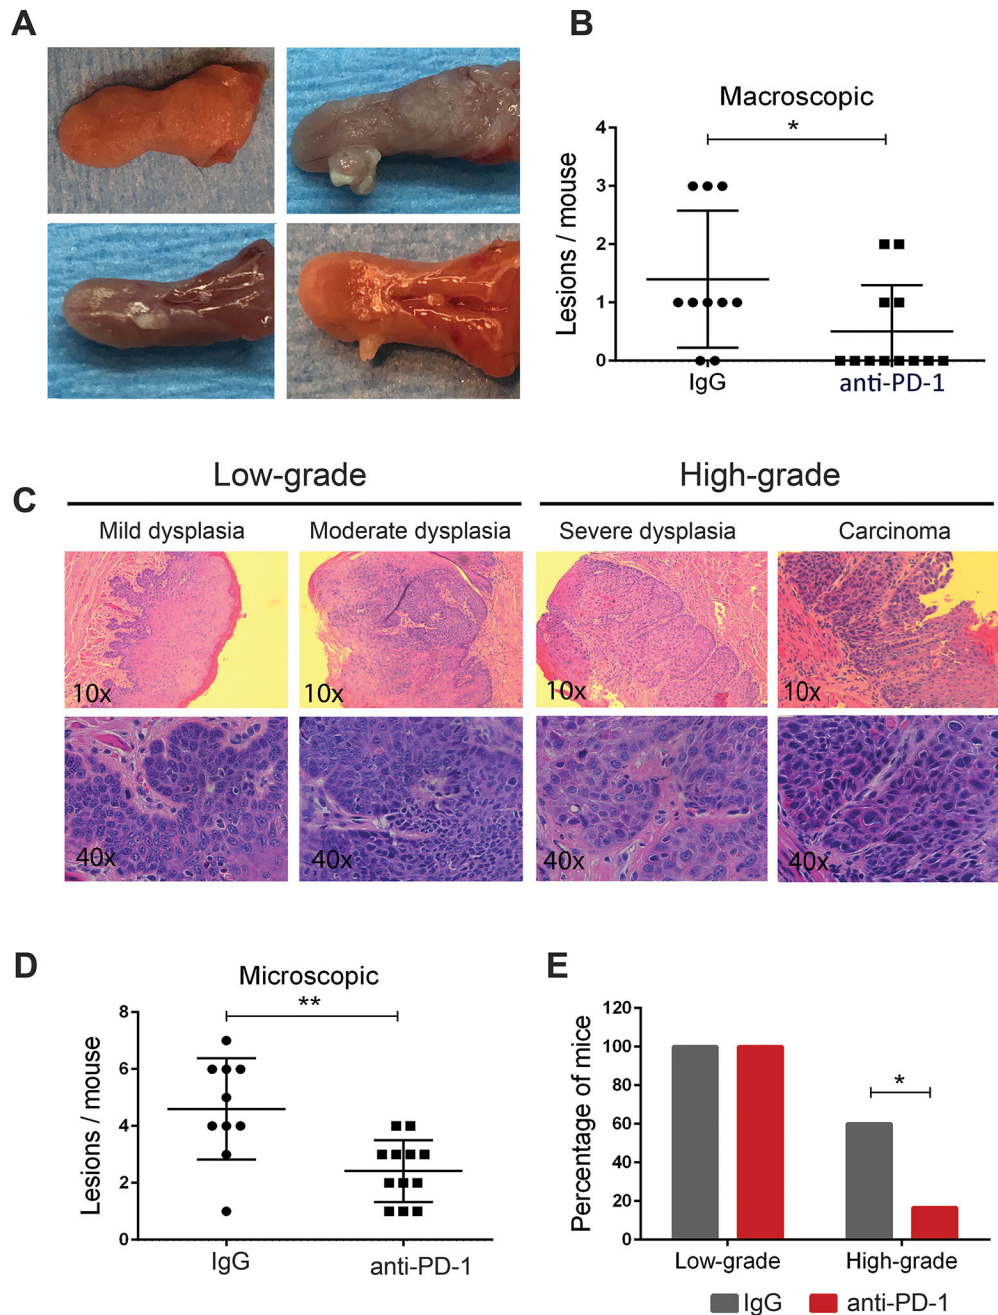 A
B
Macroscopic
*
4
3
2
1
0
Lesions / mouse
IgG
anti-PD-1
C
Low-grade
High-grade
Mild dysplasia
Moderate dysplasia
Severe dysplasia
Carcinoma
10x
10x
10x
10x
40x
40x
40x
40x
D
Microscopic
**
8
6
4
2
0
Lesions / mouse
IgG
anti-PD-1
E
120
100
80
60
40
20
0
Percentage of mice
*
Low-grade
High-grade
IgG
anti-PD-1